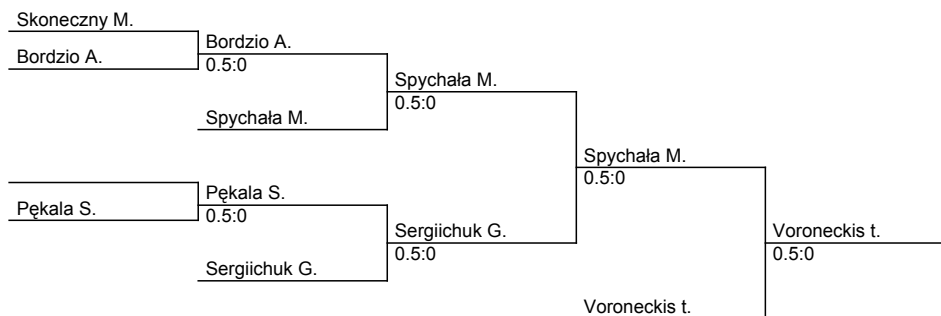 Skoneczny M.
Bordzio A.
Bordzio A.
0.5:0
Spychała M.
Spychała M.
0.5:0
Spychała M.
0.5:0
Pękala S.
Pękala S.
0.5:0
Sergiichuk G.
Sergiichuk G.
0.5:0
Voroneckis t.
0.5:0
Voroneckis t.